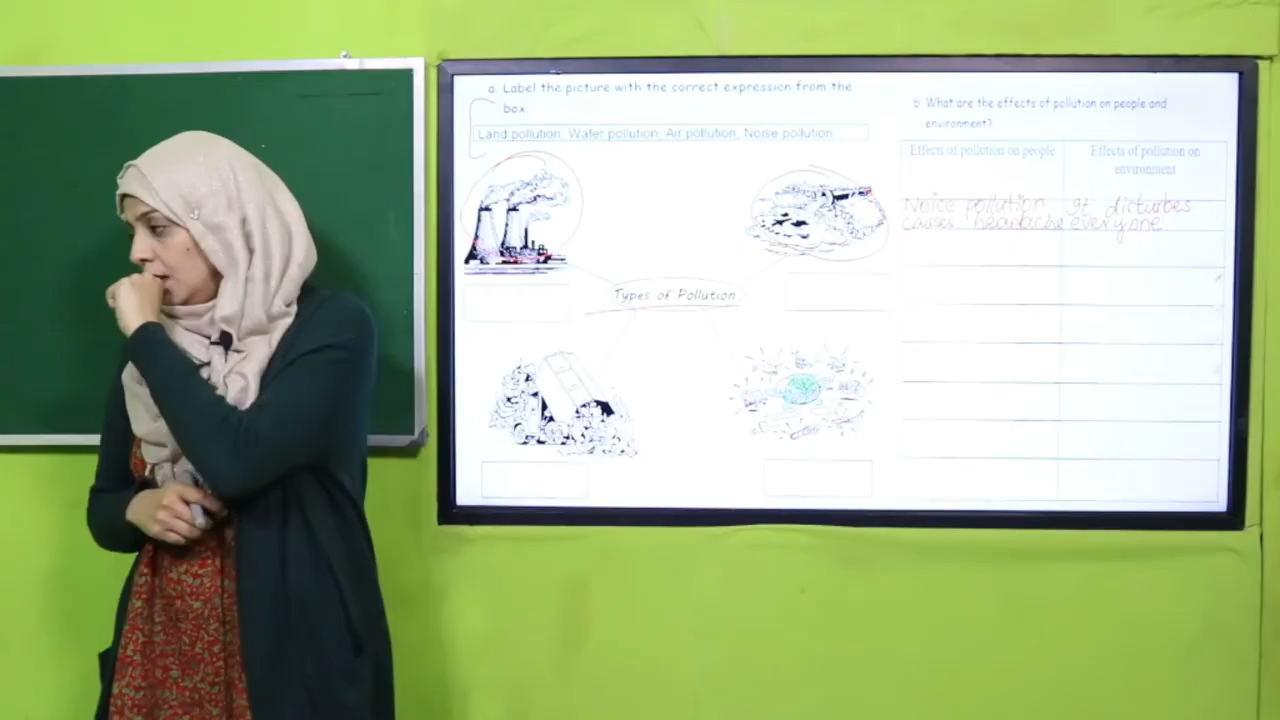 a. Label the picture with the correct expression from the
box.
Land pollution, Water pollution, Air pollution, Noise pollution
Types of Pollution
b. What are the effects of pollution on people and
environment?
Effects of pollution on people
Effects of pollution on
environment
Noice pollution
causes headache
It dicturbes
everyone